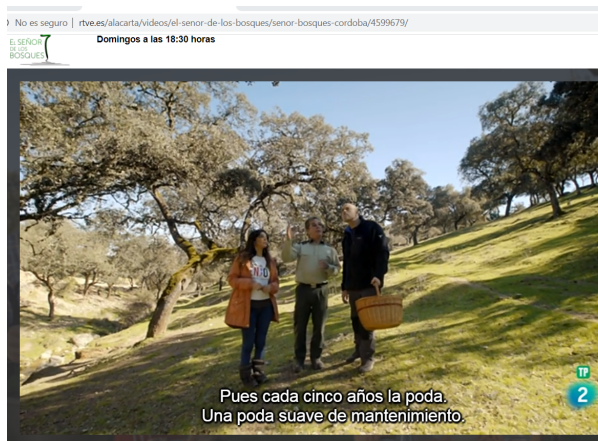 No es seguro | rtve.es/alacarta/videos/el-senor-de-los-bosques/senor-bosques-cordoba/4599679/
EL SEÑOR
DE LOS
BOSQUES
Domingos a las 18:30 horas
TP
2
Pues cada cinco años la poda.
Una poda suave de mantenimiento.